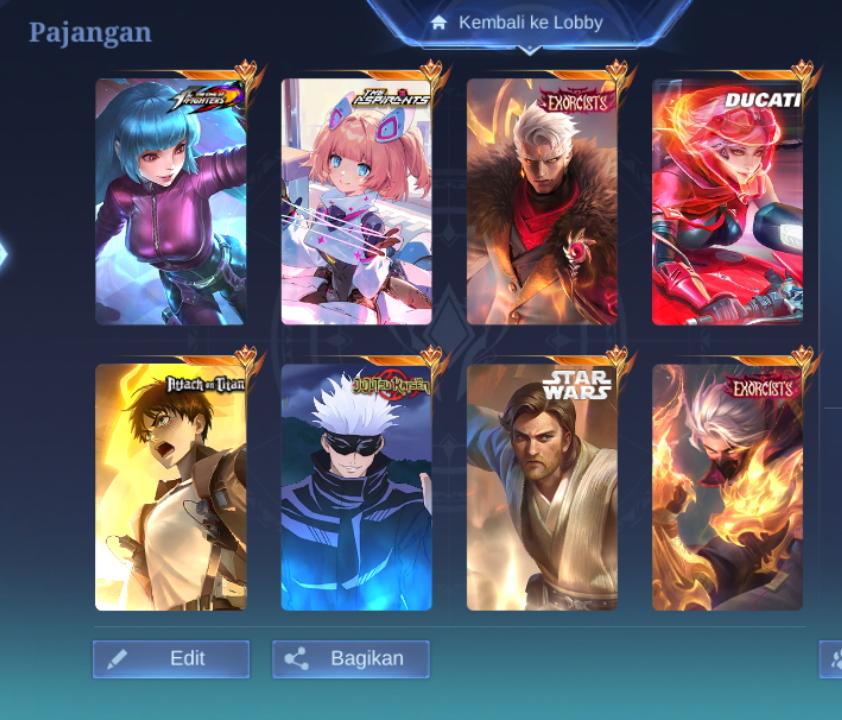 Pajangan
Kembali ke Lobby
THE KING OF FIGHTERS
THE ASPIRANTS
EXORCISTS
DUCATI
Attack on Titan
JUJUTSU KAISEN
STAR WARS
EXORCISTS
Edit
Bagikan